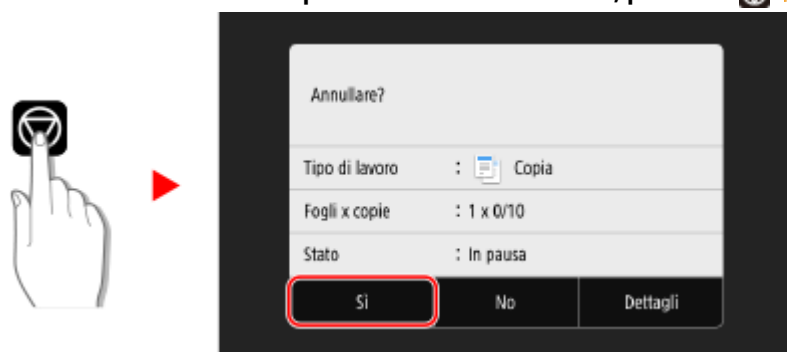 Annullare?
Tipo di lavoro : Copia
Fogli x copie : 1 x 0/10
Stato : In pausa
Sì No Dettagli